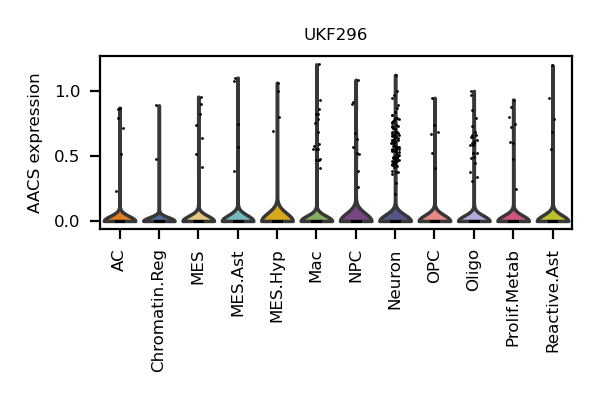 UKF296
AACS expression
1.0
0.5
0.0
AC
Chromatin.Reg
MES
MES.Ast
MES.Hyp
Mac
NPC
Neuron
OPC
Oligo
Prolif.Metab
Reactive.Ast